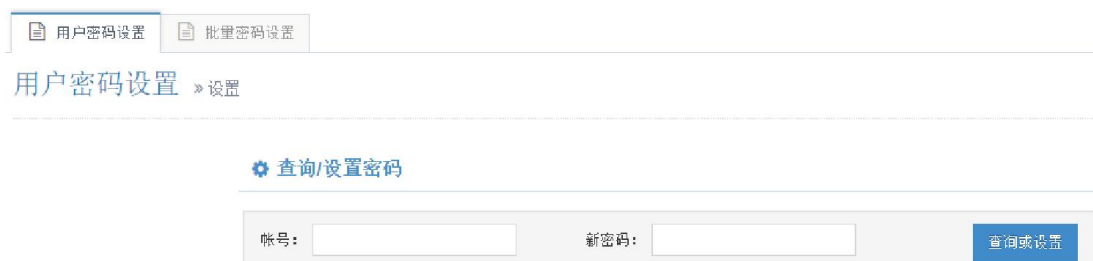 用户密码设置 批量密码设置
用户密码设置 » 设置
查询/设置密码
帐号： 新密码： 查询或设置